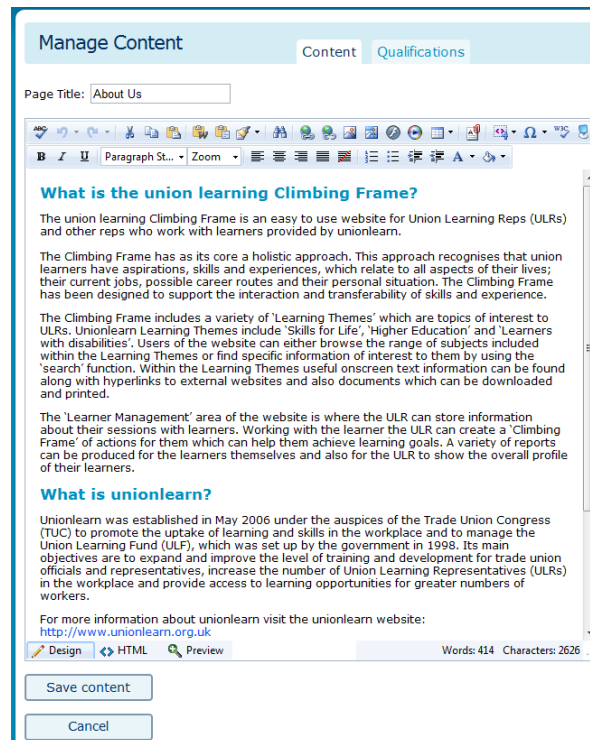 Manage Content
Content Qualifications
Page Title: About Us
ABC W3C
B I U Paragraph St... Zoom A
What is the union learning Climbing Frame?
The union learning Climbing Frame is an easy to use website for Union Learning Reps (ULRs)
and other reps who work with learners provided by unionlearn.
The Climbing Frame has as its core a holistic approach. This approach recognises that union
learners have aspirations, skills and experiences, which relate to all aspects of their lives;
their current jobs, possible career routes and their personal situation. The Climbing Frame
has been designed to support the interaction and transferability of skills and experience.
The Climbing Frame includes a variety of ‘Learning Themes’ which are topics of interest to
ULRs. Unionlearn Learning Themes include ‘Skills for Life’, ‘Higher Education’ and ‘Learners
with disabilities’. Users of the website can either browse the range of subjects included
within the Learning Themes or find specific information of interest to them by using the
‘search’ function. Within the Learning Themes useful onscreen text information can be found
along with hyperlinks to external websites and also documents which can be downloaded
and printed.
The ‘Learner Management’ area of the website is where the ULR can store information
about their sessions with learners. Working with the learner the ULR can create a ‘Climbing
Frame’ of actions for them which can help them achieve learning goals. A variety of reports
can be produced for the learners themselves and also for the ULR to show the overall profile
of their learners.
What is unionlearn?
Unionlearn was established in May 2006 under the auspices of the Trade Union Congress
(TUC) to promote the uptake of learning and skills in the workplace and to manage the
Union Learning Fund (ULF), which was set up by the government in 1998. Its main
objectives are to expand and improve the level of training and development for trade union
officials and representatives, increase the number of Union Learning Representatives (ULRs)
in the workplace and provide access to learning opportunities for greater numbers of
workers.
For more information about unionlearn visit the unionlearn website:
http://www.unionlearn.org.uk
Design HTML Preview Words: 414 Characters: 2626
Save content
Cancel